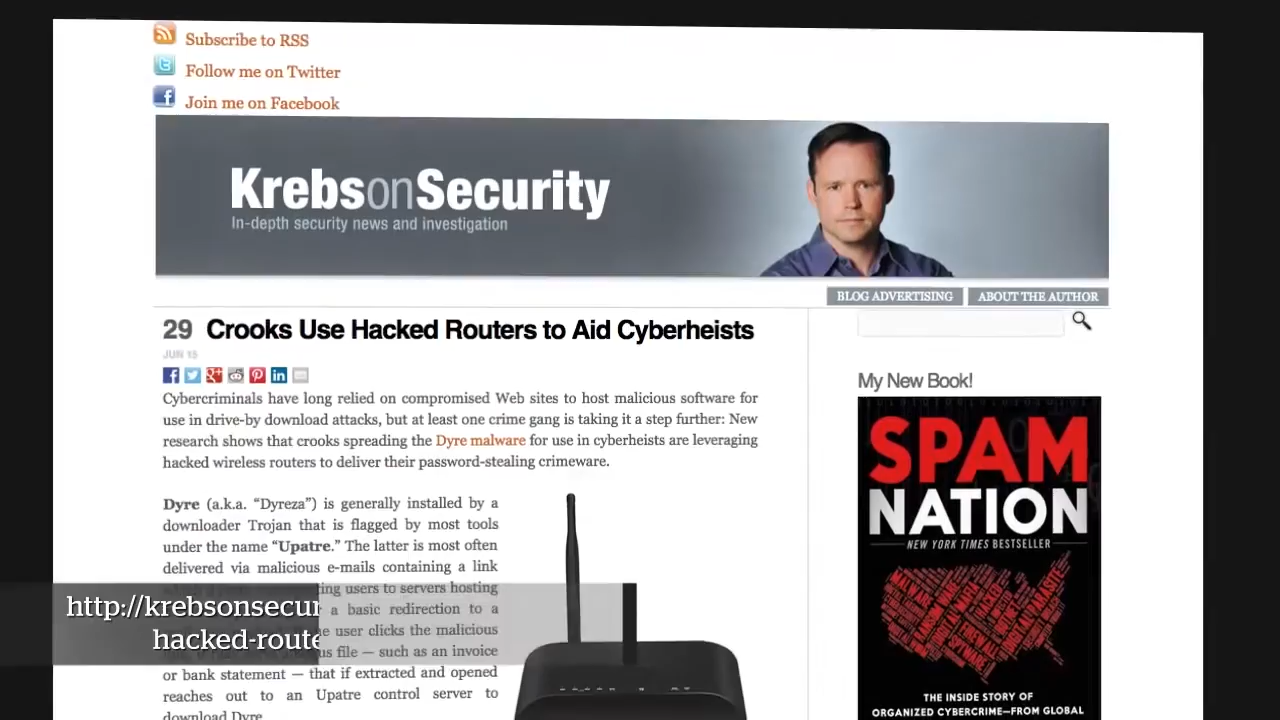 Subscribe to RSS
Follow me on Twitter
Join me on Facebook
KrebsonSecurity
In-depth security news and investigation
BLOG ADVERTISING
ABOUT THE AUTHOR
29 Crooks Use Hacked Routers to Aid Cyberheists
JUN 15
Cybercriminals have long relied on compromised Web sites to host malicious software for
use in drive-by download attacks, but at least one crime gang is taking it a step further: New
research shows that crooks spreading the Dyre malware for use in cyberheists are leveraging
hacked wireless routers to deliver their password-stealing crimeware.
Dyre (a.k.a. “Dyreza”) is generally installed by a
downloader Trojan that is flagged by most tools
under the name “Upatre.” The latter is most often
delivered via malicious e-mails containing a link
users to servers hosting
a basic redirection to a
user clicks the malicious
file — such as an invoice
or bank statement — that if extracted and opened
reaches out to an Upatre control server to
download Dyre
http://krebsonsecur
hacked-route
My New Book!
SPAM
NATION
NEW YORK TIMES BESTSELLER
THE INSIDE STORY OF
ORGANIZED CYBERCRIME—FROM GLOBAL